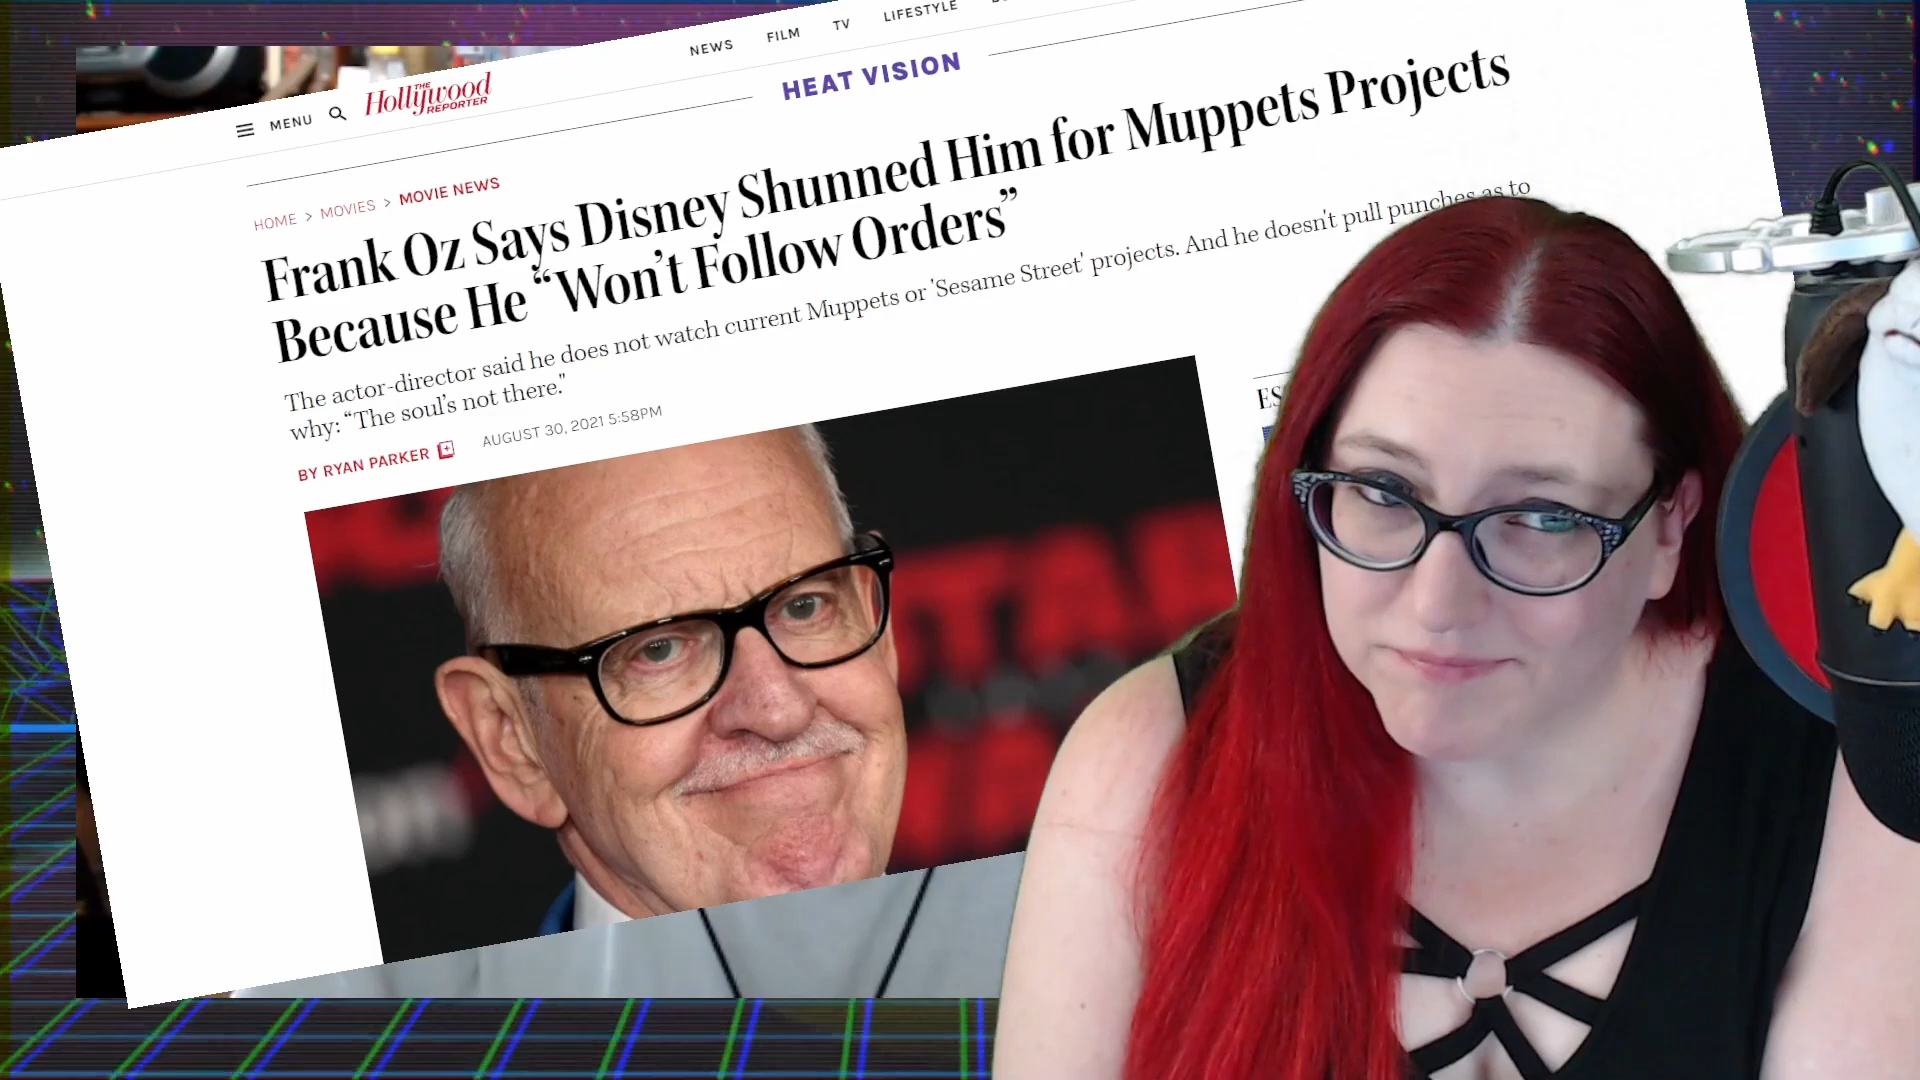 NEWS
FILM
TV
LIFESTYLE
MENU
THE
Hollywood
REPORTER
HEAT VISION
HOME > MOVIES > MOVIE NEWS
Frank Oz Says Disney Shunned Him for Muppets Projects
Because He “Won’t Follow Orders”
The actor-director said he does not watch current Muppets or 'Sesame Street' projects. And he doesn't pull punches as to
why: “The soul’s not there.”
BY RYAN PARKER
AUGUST 30, 2021 5:58PM